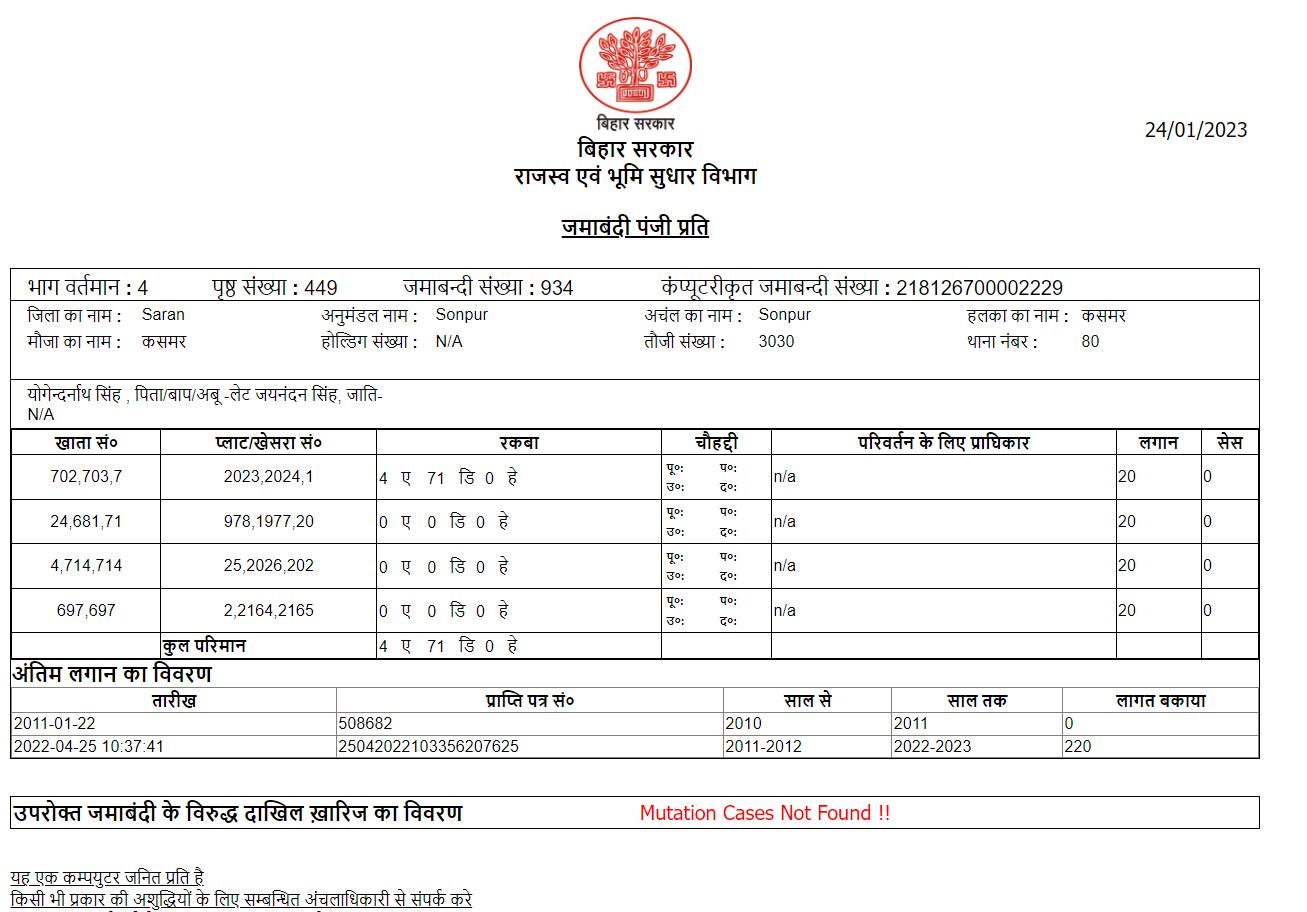 बिहार सरकार
बिहार सरकार
24/01/2023
राजस्व एवं भूमि सुधार विभाग
जमाबंदी पंजी प्रति
भाग वर्तमान : 4 पृष्ठ संख्या : 449 जमाबन्दी संख्या : 934 कंप्यूटरीकृत जमाबन्दी संख्या : 218126700002229
जिला का नाम : Saran अनुमंडल नाम : Sonpur अचंल का नाम : Sonpur हलका का नाम : कसमर
मौजा का नाम : कसमर होल्डिग संख्या : N/A तौजी संख्या : 3030 थाना नंबर : 80
योगेन्दर्नाथ सिंह , पिता/बाप/अबू -लेट जयनंदन सिंह, जाति-
N/A
खाता सं० प्लाट/खेसरा सं० रकबा चौहद्दी परिवर्तन के लिए प्राघिकार लगान सेस
702,703,7 2023,2024,1 4 ए 71 डि 0 हे पू०: प०: n/a 20 0
उ०: द०:
24,681,71 978,1977,20 0 ए 0 डि 0 हे पू०: प०: n/a 20 0
उ०: द०:
4,714,714 25,2026,202 0 ए 0 डि 0 हे पू०: प०: n/a 20 0
उ०: द०:
697,697 2,2164,2165 0 ए 0 डि 0 हे पू०: प०: n/a 20 0
उ०: द०:
कुल परिमान 4 ए 71 डि 0 हे
अंतिम लगान का विवरण
तारीख प्राप्ति पत्र सं० साल से साल तक लागत बकाया
2011-01-22 508682 2010 2011 0
2022-04-25 10:37:41 25042022103356207625 2011-2012 2022-2023 220
उपरोक्त जमाबंदी के विरुद्ध दाखिल ख़ारिज का विवरण Mutation Cases Not Found !!
यह एक कम्पयुटर जनित प्रति है
किसी भी प्रकार की अशुद्धियों के लिए सम्बन्धित अंचलाधिकारी से संपर्क करे